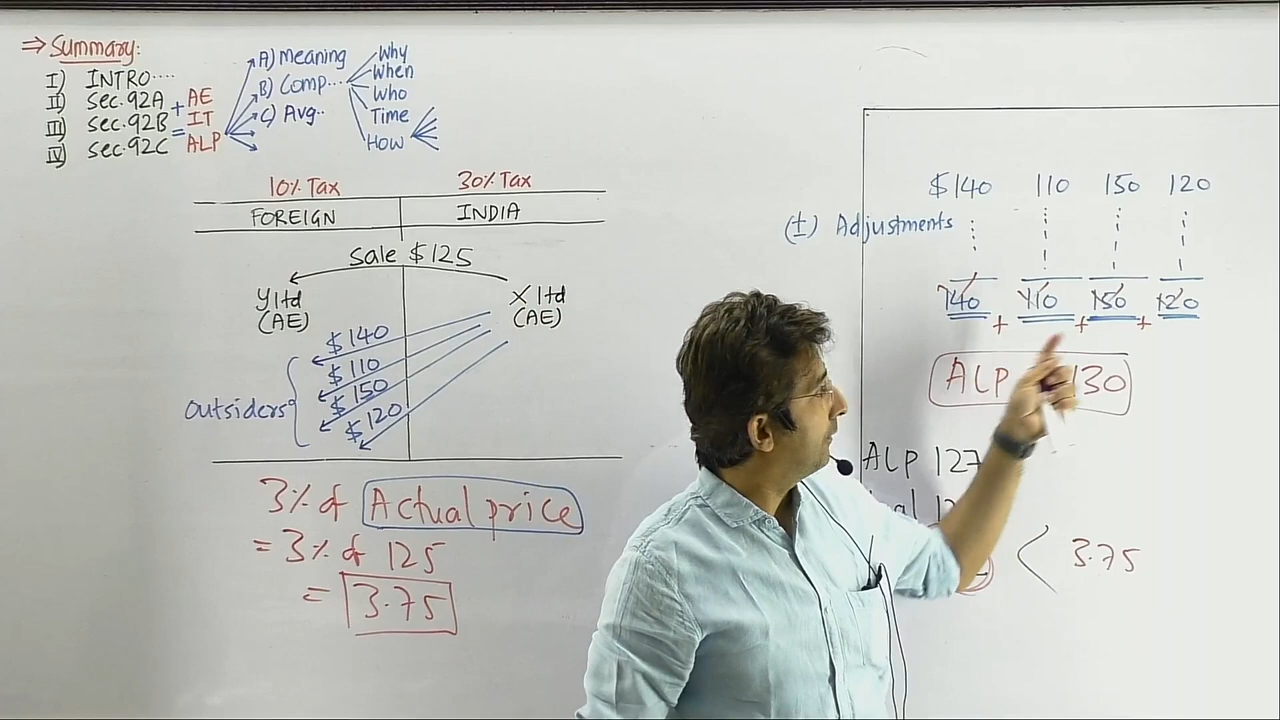 ⇒ Summary:
I) INTRO....
II) sec.92A + AE
III) sec.92B = IT
IV) sec.92C ALP
A) Meaning
B) Comp....
C) Avg..
Why
When
Who
Time
How
10% Tax 30% Tax
FOREIGN INDIA
Sale $125
Y ltd X ltd
(AE) (AE)
$140
$110
$150
$120
outsiders
3% of Actual price
= 3% of 125
= 3.75
$140 110 150 120
(±) Adjustments
140 + 110 + 150 + 120
ALP 130
ALP 127
< 3.75